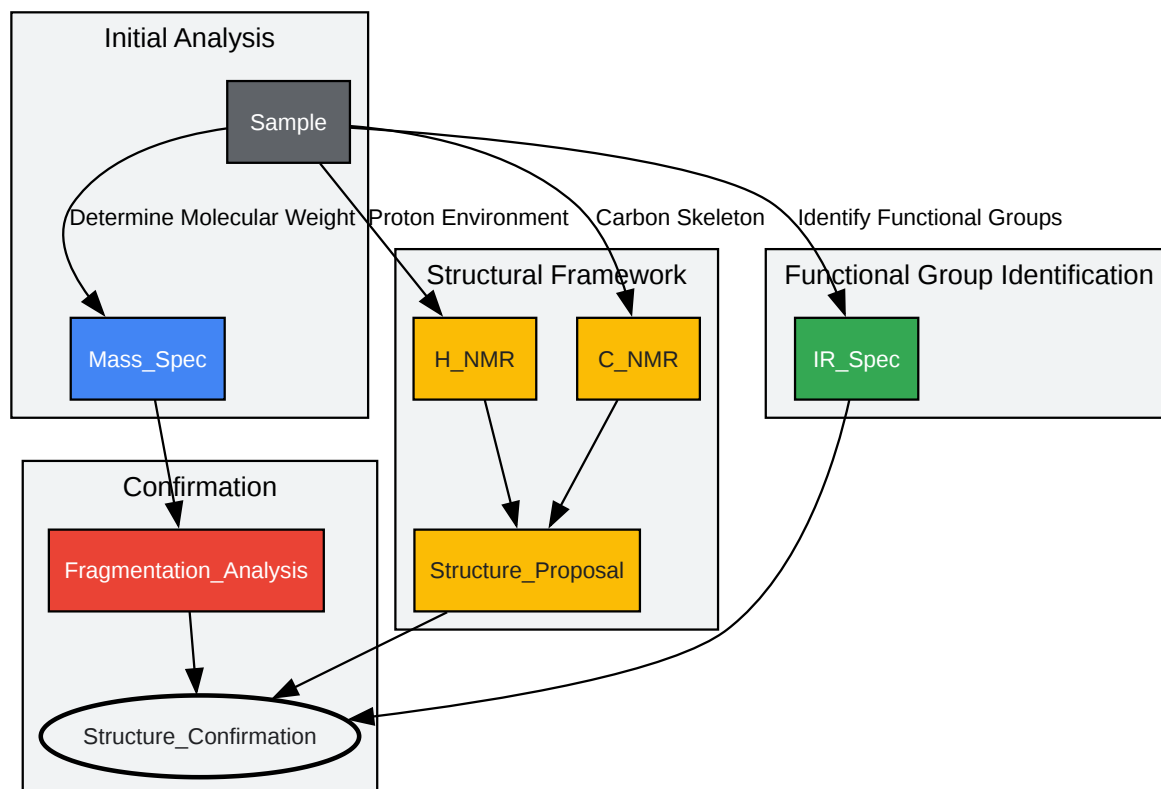 Initial Analysis
Sample
Determine Molecular Weight
Proton Environment
Carbon Skeleton
Identify Functional Groups
Structural Framework
Functional Group Identification
Mass_Spec
H_NMR
C_NMR
IR_Spec
Confirmation
Fragmentation_Analysis
Structure_Proposal
Structure_Confirmation